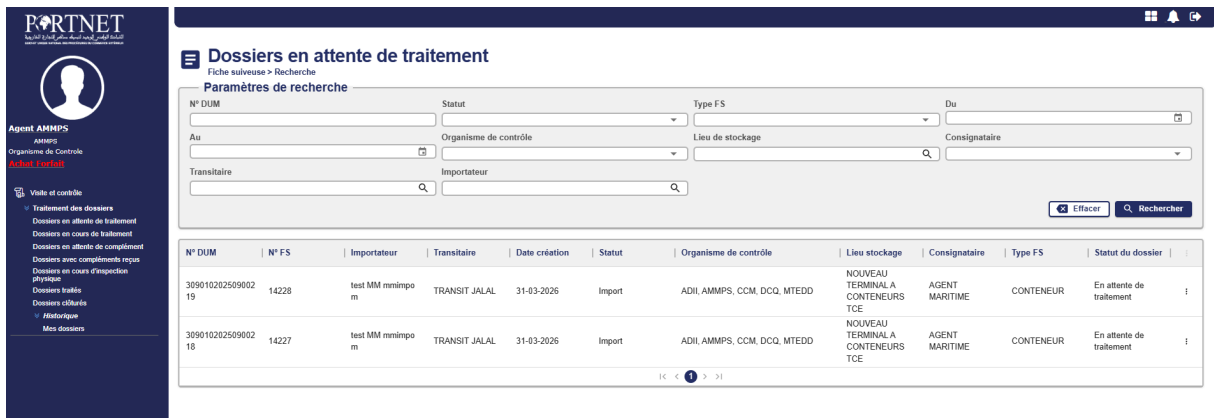 PORTNET
Dossiers en attente de traitement
Fiche suiveuse > Recherche
Agent AMMPS
AMMPS
Organisme de Controle
Achat Forfait
Visite et contrôle
Traitement des dossiers
Dossiers en attente de traitement
Dossiers en cours de traitement
Dossiers en attente de complément
Dossiers avec compléments reçus
Dossiers en cours d'inspection
physique
Dossiers traités
Dossiers clôturés
Historique
Mes dossiers
Paramètres de recherche
N° DUM Statut Type FS Du
Au Organisme de contrôle Lieu de stockage Consignataire
Transitaire Importateur
Effacer Rechercher
N° DUM N° FS Importateur Transitaire Date création Statut Organisme de contrôle Lieu stockage Consignataire Type FS Statut du dossier
309010202509002
19
14228
test MM mmimpo
m
TRANSIT JALAL
31-03-2026
Import
ADII, AMMPS, CCM, DCQ, MTEDD
NOUVEAU
TERMINAL A
CONTENEURS
TCE
AGENT
MARITIME
CONTENEUR
En attente de
traitement
309010202509002
18
14227
test MM mmimpo
m
TRANSIT JALAL
31-03-2026
Import
ADII, AMMPS, CCM, DCQ, MTEDD
NOUVEAU
TERMINAL A
CONTENEURS
TCE
AGENT
MARITIME
CONTENEUR
En attente de
traitement
1